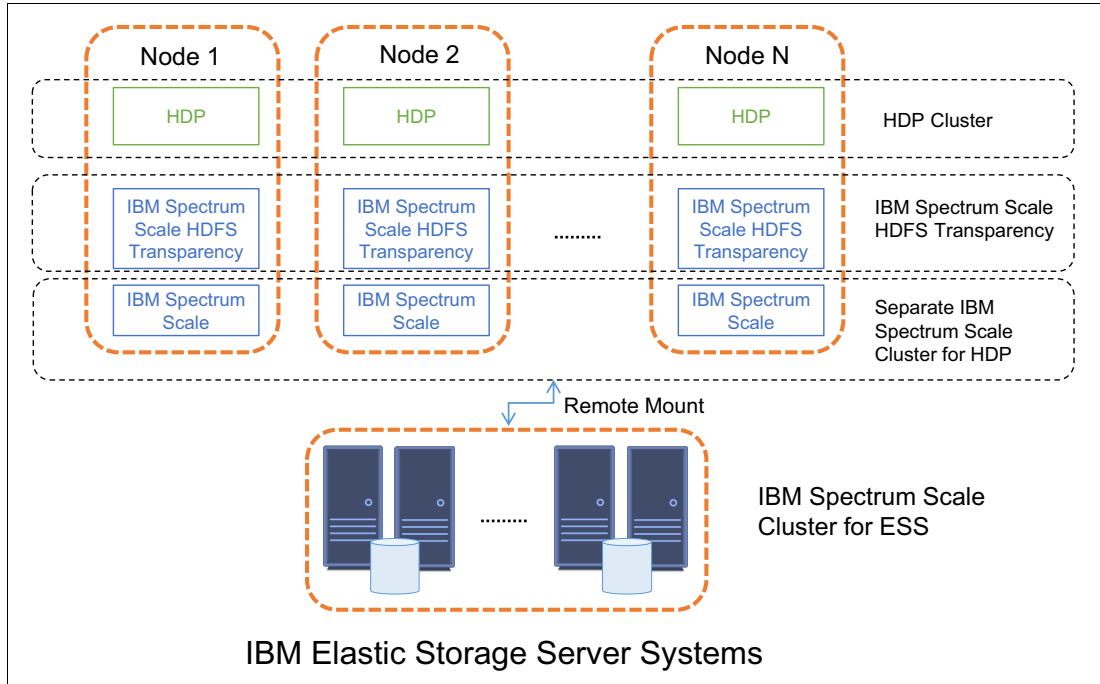 Node 1
Node 2
Node N
HDP
HDP
HDP
HDP Cluster
IBM Spectrum
Scale HDFS
Transparency
IBM Spectrum
Scale HDFS
Transparency
.........
IBM Spectrum
Scale HDFS
Transparency
IBM Spectrum Scale
HDFS Transparency
IBM Spectrum
Scale
IBM Spectrum
Scale
IBM Spectrum
Scale
Separate IBM
Spectrum Scale
Cluster for HDP
Remote Mount
.........
IBM Spectrum Scale
Cluster for ESS
IBM Elastic Storage Server Systems